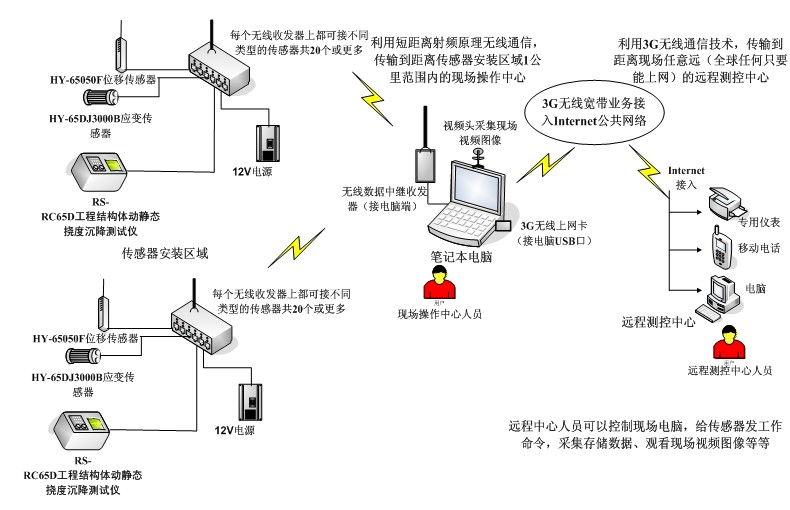 每个无线收发器上都可接不同
类型的传感器共20个或更多
HY-65050F位移传感器
HY-65DJ3000B应变传
感器
12V电源
RS-
RC65D工程结构体动静态
挠度沉降测试仪
传感器安装区域
利用短距离射频原理无线通信，
传输到距离传感器安装区域1公
里范围内的现场操作中心
视频头采集现场
视频图像
无线数据中继收发
器（接电脑端）
3G无线上网卡
（接电脑USB口）
笔记本电脑
用户
现场操作中心人员
利用3G无线通信技术，传输到
距离现场任意远（全球任何只要
能上网）的远程测控中心
3G无线宽带业务接
入Internet公共网络
Internet
接入
专用仪表
移动电话
电脑
远程测控中心
用户
远程测控中心人员
每个无线收发器上都可接不同
类型的传感器共20个或更多
HY-65050F位移传感器
HY-65DJ3000B应变传
感器
12V电源
RS-
RC65D工程结构体动静态
挠度沉降测试仪
远程中心人员可以控制现场电脑，给传感器发工作
命令，采集存储数据、观看现场视频图像等等